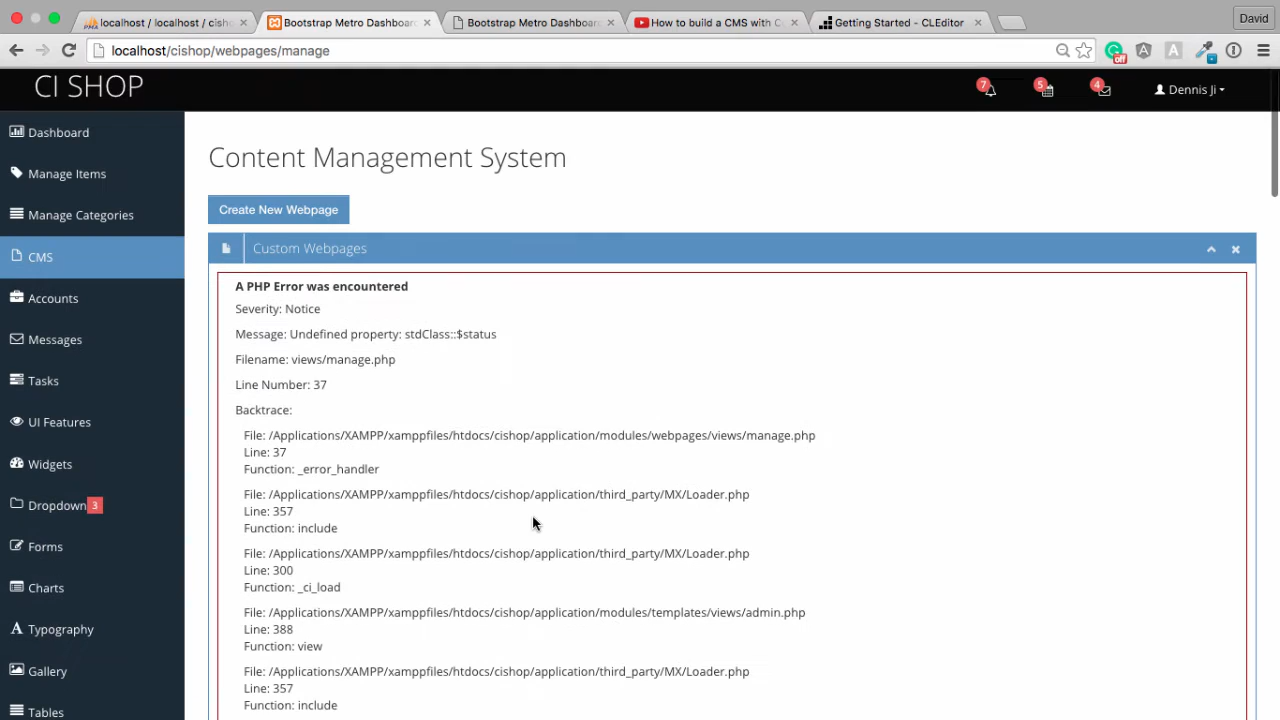 localhost / localhost / cisho
Bootstrap Metro Dashboar
Bootstrap Metro Dashboar
How to build a CMS with C
Getting Started - CLEditor
David
localhost/cishop/webpages/manage
off
CI SHOP
7
5
4
Dennis Ji
Dashboard
Manage Items
Manage Categories
CMS
Accounts
Messages
Tasks
UI Features
Widgets
Dropdown 3
Forms
Charts
Typography
Gallery
Tables
Content Management System
Create New Webpage
Custom Webpages
A PHP Error was encountered
Severity: Notice
Message: Undefined property: stdClass::$status
Filename: views/manage.php
Line Number: 37
Backtrace:
File: /Applications/XAMPP/xamppfiles/htdocs/cishop/application/modules/webpages/views/manage.php
Line: 37
Function: _error_handler
File: /Applications/XAMPP/xamppfiles/htdocs/cishop/application/third_party/MX/Loader.php
Line: 357
Function: include
File: /Applications/XAMPP/xamppfiles/htdocs/cishop/application/third_party/MX/Loader.php
Line: 300
Function: _ci_load
File: /Applications/XAMPP/xamppfiles/htdocs/cishop/application/modules/templates/views/admin.php
Line: 388
Function: view
File: /Applications/XAMPP/xamppfiles/htdocs/cishop/application/third_party/MX/Loader.php
Line: 357
Function: include